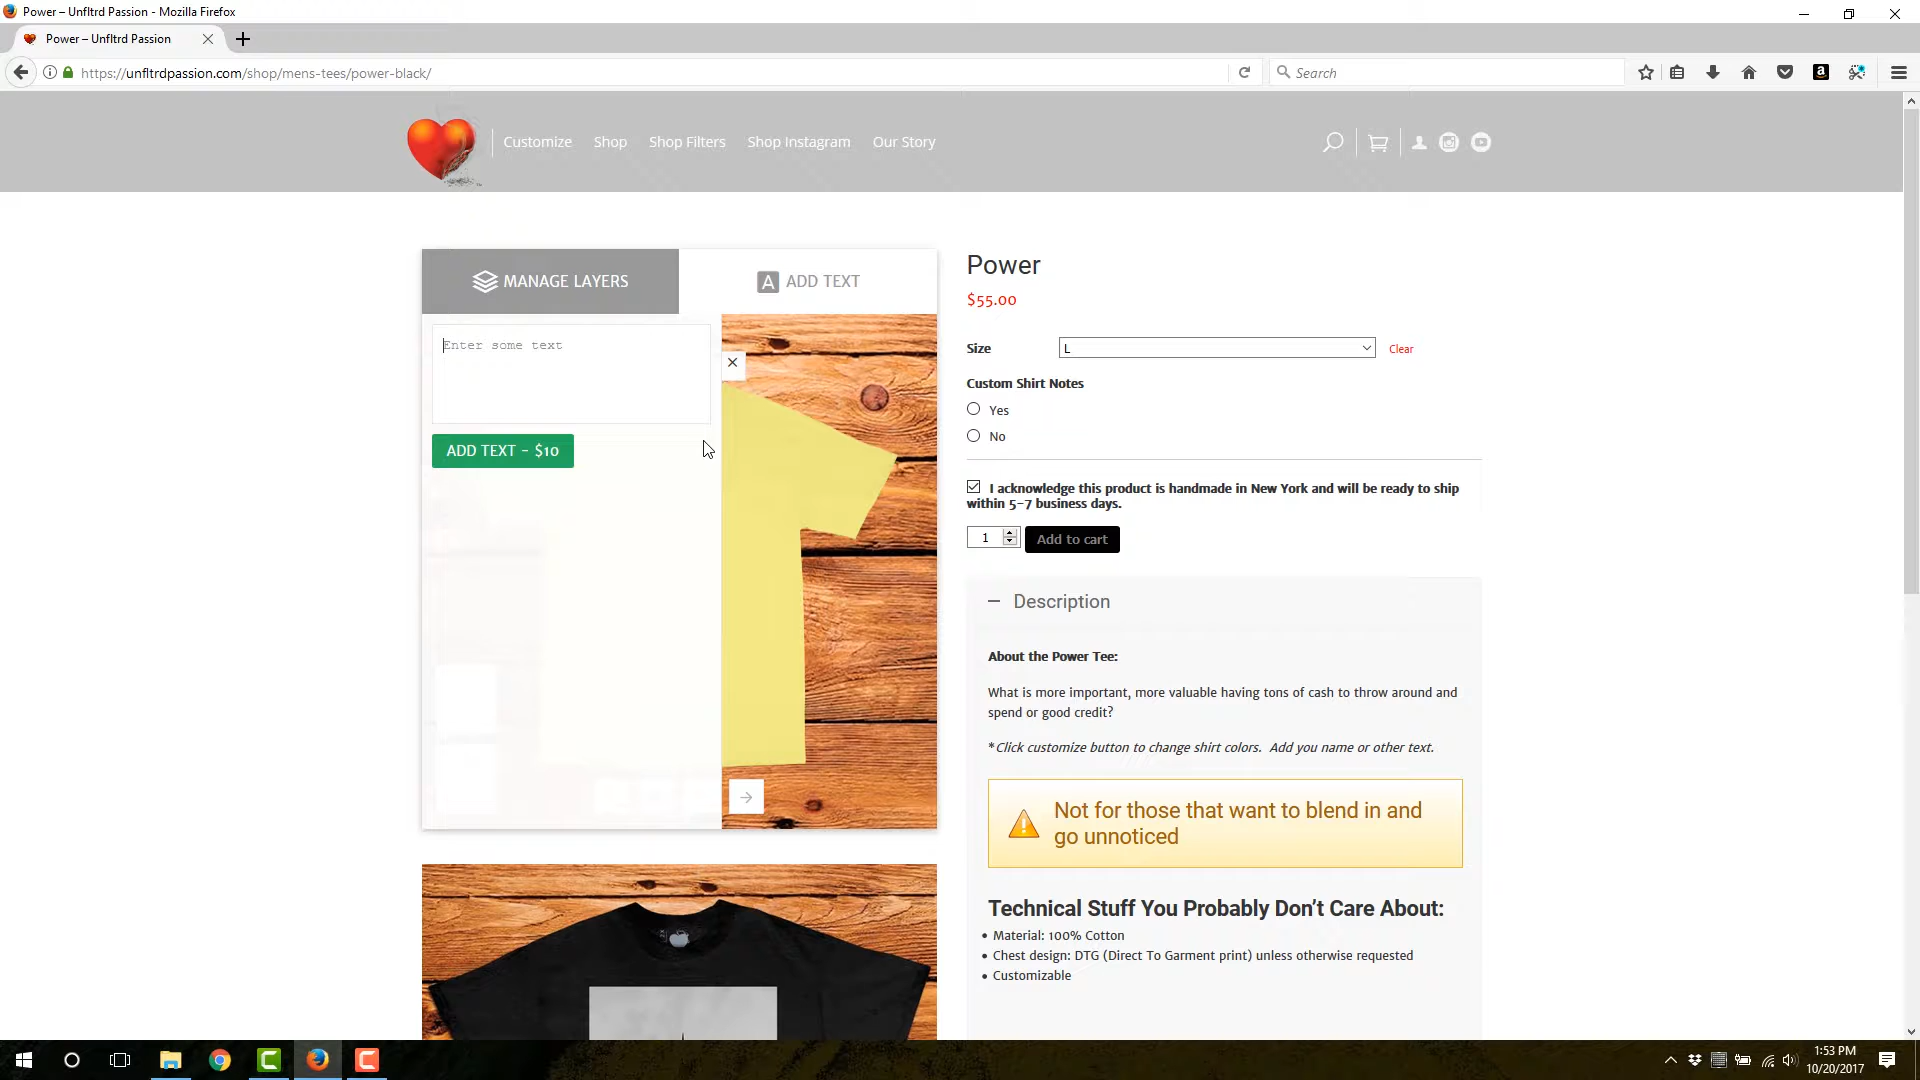 Power – Unfltrd Passion - Mozilla Firefox
Power – Unfltrd Passion
https://unfltrdpassion.com/shop/mens-tees/power-black/
Search
Customize
Shop
Shop Filters
Shop Instagram
Our Story
MANAGE LAYERS
A ADD TEXT
Enter some text
ADD TEXT - $10
Power
$55.00
Size
L
Clear
Custom Shirt Notes
Yes
No
I acknowledge this product is handmade in New York and will be ready to ship
within 5-7 business days.
1
Add to cart
Description
About the Power Tee:
What is more important, more valuable having tons of cash to throw around and
spend or good credit?
*Click customize button to change shirt colors. Add you name or other text.
Not for those that want to blend in and
go unnoticed
Technical Stuff You Probably Don't Care About:
• Material: 100% Cotton
• Chest design: DTG (Direct To Garment print) unless otherwise requested
• Customizable
1:53 PM
10/20/2017